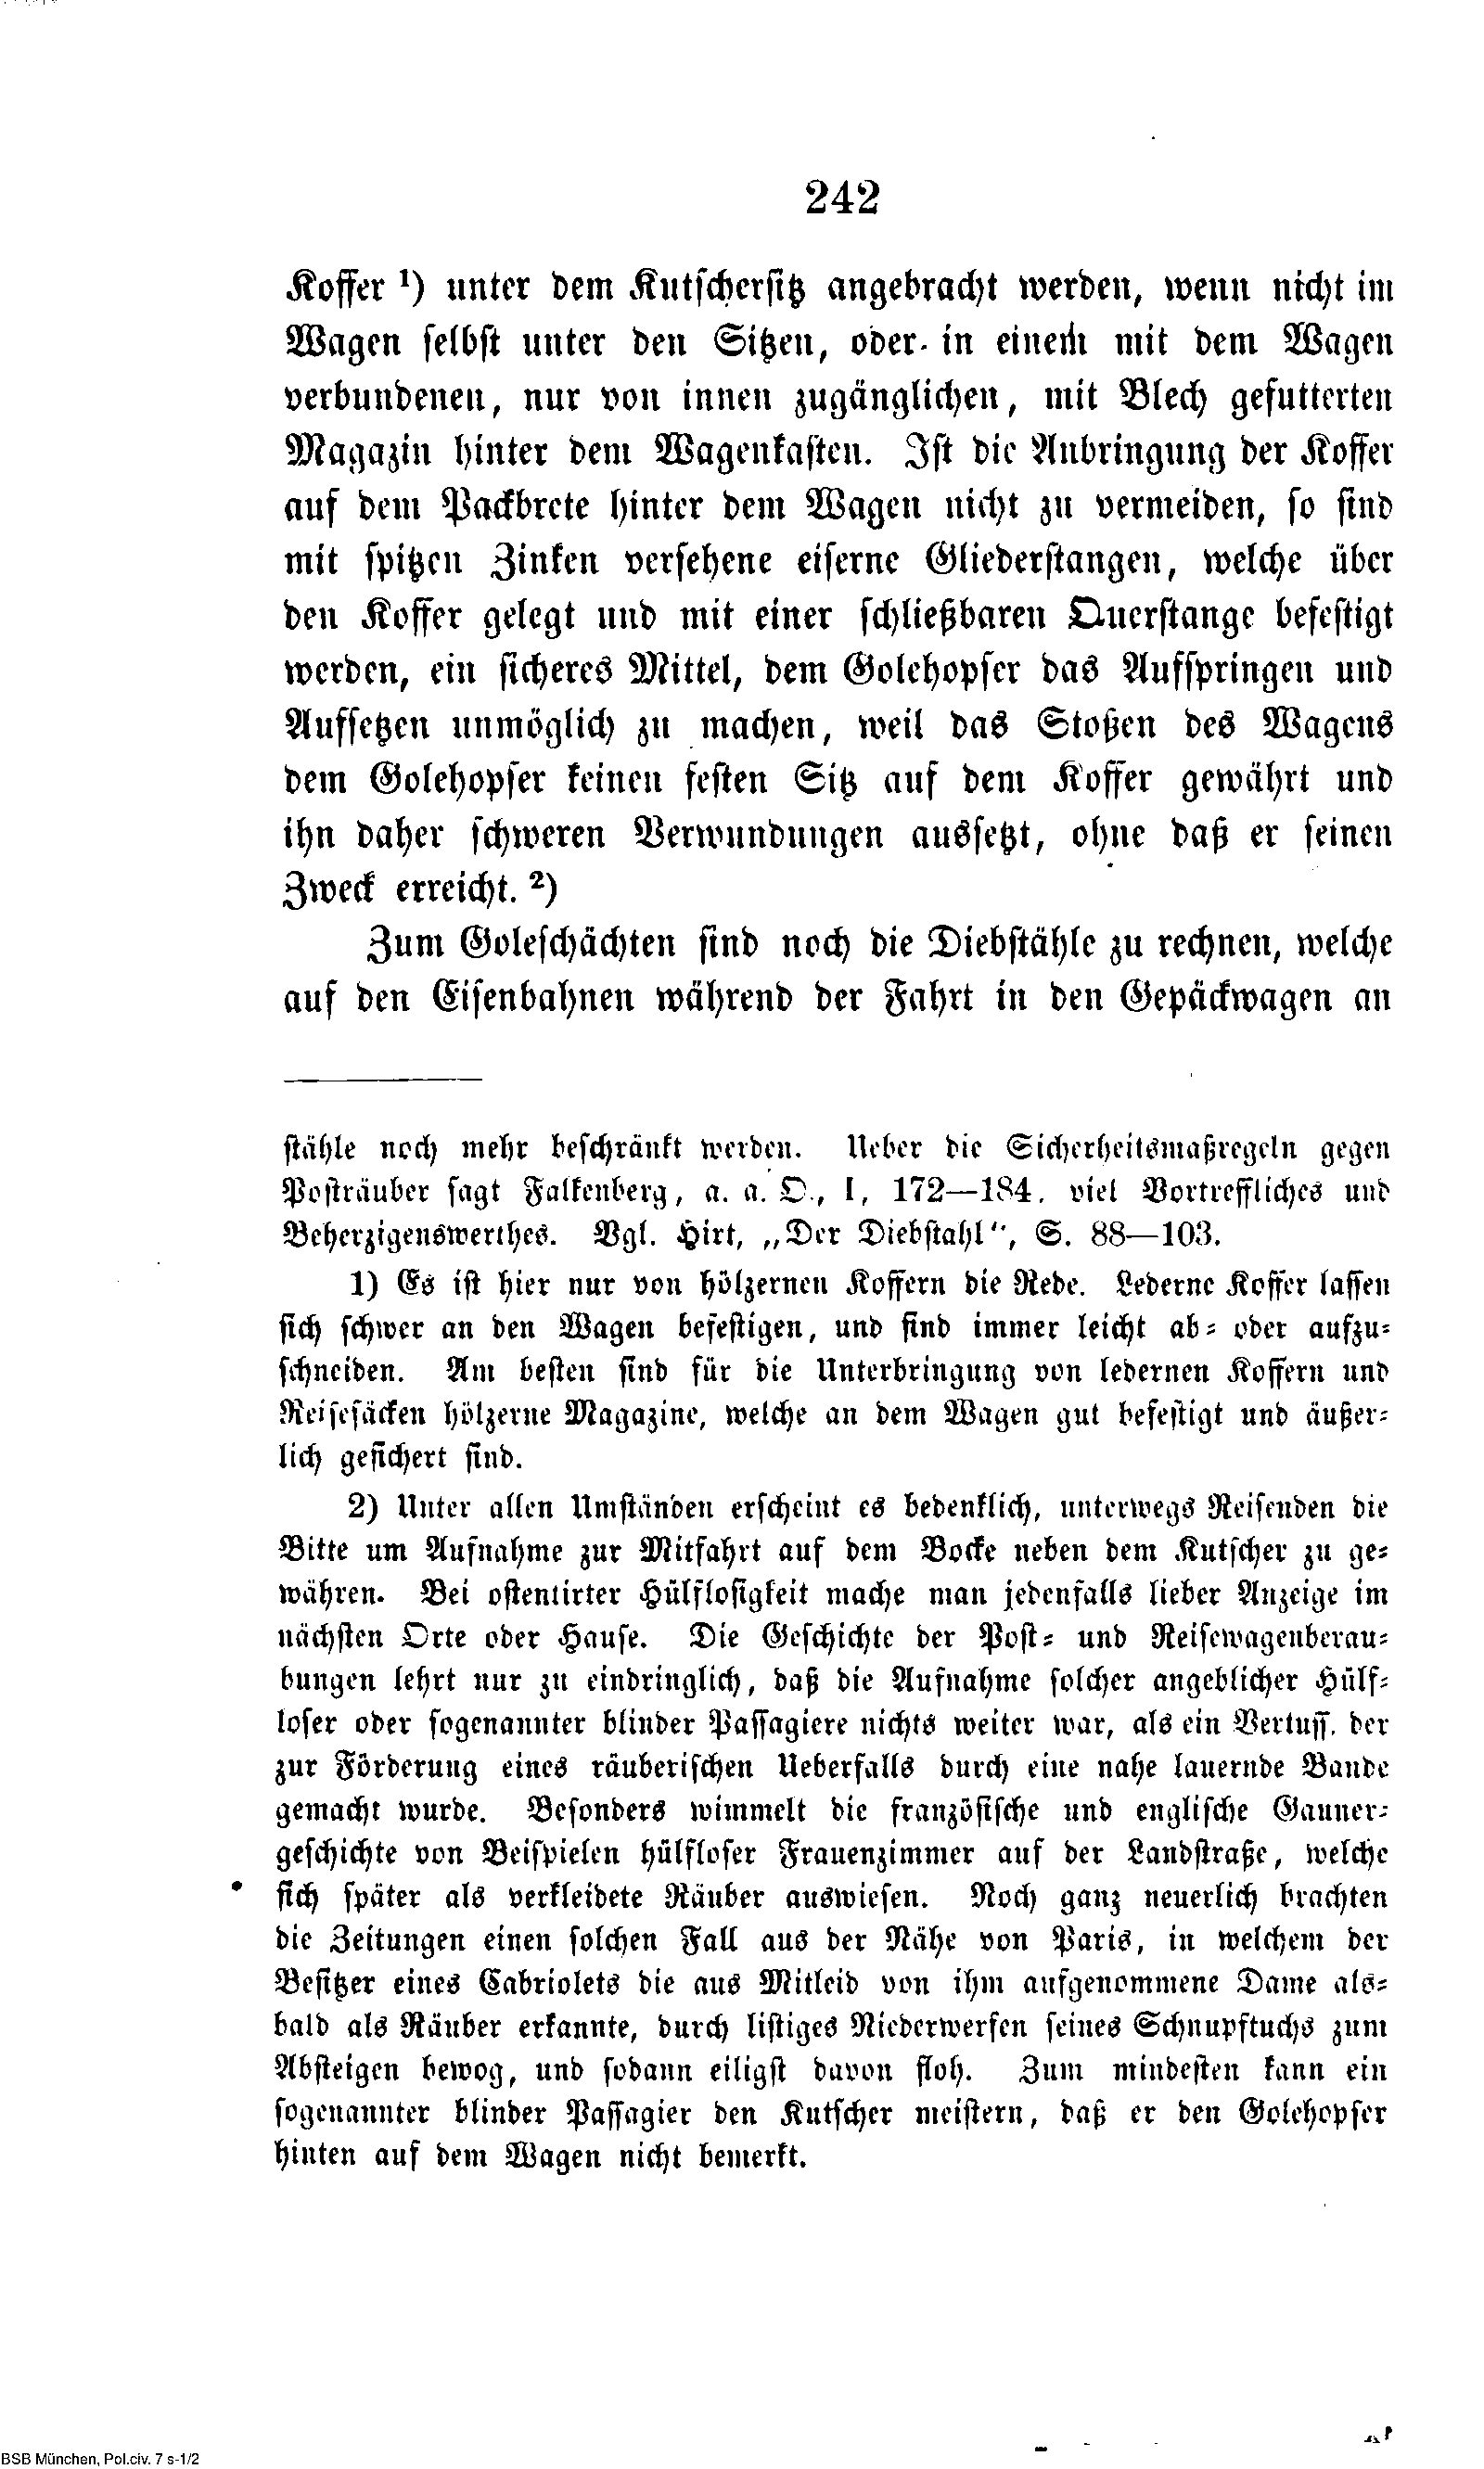 242
Koffer ¹) unter dem Kutschersitz angebracht werden, wenn nicht im
Wagen selbst unter den Sitzen, oder in einem mit dem Wagen
verbundenen, nur von innen zugänglichen, mit Blech gefutterten
Magazin hinter dem Wagenkasten. Ist die Anbringung der Koffer
auf dem Packbrete hinter dem Wagen nicht zu vermeiden, so sind
mit spitzen Zinken versehene eiserne Gliederstangen, welche über
den Koffer gelegt und mit einer schließbaren Querstange befestigt
werden, ein sicheres Mittel, dem Golehopser das Aufspringen und
Aufsetzen unmöglich zu machen, weil das Stoßen des Wagens
dem Golehopser keinen festen Sitz auf dem Koffer gewährt und
ihn daher schweren Verwundungen aussetzt, ohne daß er seinen
Zweck erreicht. ²)
Zum Goleschächten sind noch die Diebstähle zu rechnen, welche
auf den Eisenbahnen während der Fahrt in den Gepäckwagen an
stähle noch mehr beschränkt werden. Ueber die Sicherheitsmaßregeln gegen
Posträuber sagt Falkenberg, a. a. O., I, 172—184, viel Vortreffliches und
Beherzigenswerthes. Vgl. Hirt, „Der Diebstahl“, S. 88—103.
1) Es ist hier nur von hölzernen Koffern die Rede. Lederne Koffer lassen
sich schwer an den Wagen befestigen, und sind immer leicht ab- oder aufzu-
schneiden. Am besten sind für die Unterbringung von ledernen Koffern und
Reisesäcken hölzerne Magazine, welche an dem Wagen gut befestigt und äußer-
lich gesichert sind.
2) Unter allen Umständen erscheint es bedenklich, unterwegs Reisenden die
Bitte um Aufnahme zur Mitfahrt auf dem Bocke neben dem Kutscher zu ge-
währen. Bei ostentirter Hülflosigkeit mache man jedenfalls lieber Anzeige im
nächsten Orte oder Hause. Die Geschichte der Post- und Reisewagenberau-
bungen lehrt nur zu eindringlich, daß die Aufnahme solcher angeblicher Hülf-
loser oder sogenannter blinder Passagiere nichts weiter war, als ein Vertuss, der
zur Förderung eines räuberischen Ueberfalls durch eine nahe lauernde Bande
gemacht wurde. Besonders wimmelt die französische und englische Gauner-
geschichte von Beispielen hülfloser Frauenzimmer auf der Landstraße, welche
sich später als verkleidete Räuber auswiesen. Noch ganz neuerlich brachten
die Zeitungen einen solchen Fall aus der Nähe von Paris, in welchem der
Besitzer eines Cabriolets die aus Mitleid von ihm aufgenommene Dame als-
bald als Räuber erkannte, durch listiges Niederwerfen seines Schnupftuchs zum
Absteigen bewog, und sodann eiligst davon floh. Zum mindesten kann ein
sogenannter blinder Passagier den Kutscher meistern, daß er den Golehopser
hinten auf dem Wagen nicht bemerkt.
BSB München, Pol.civ. 7 s-1/2